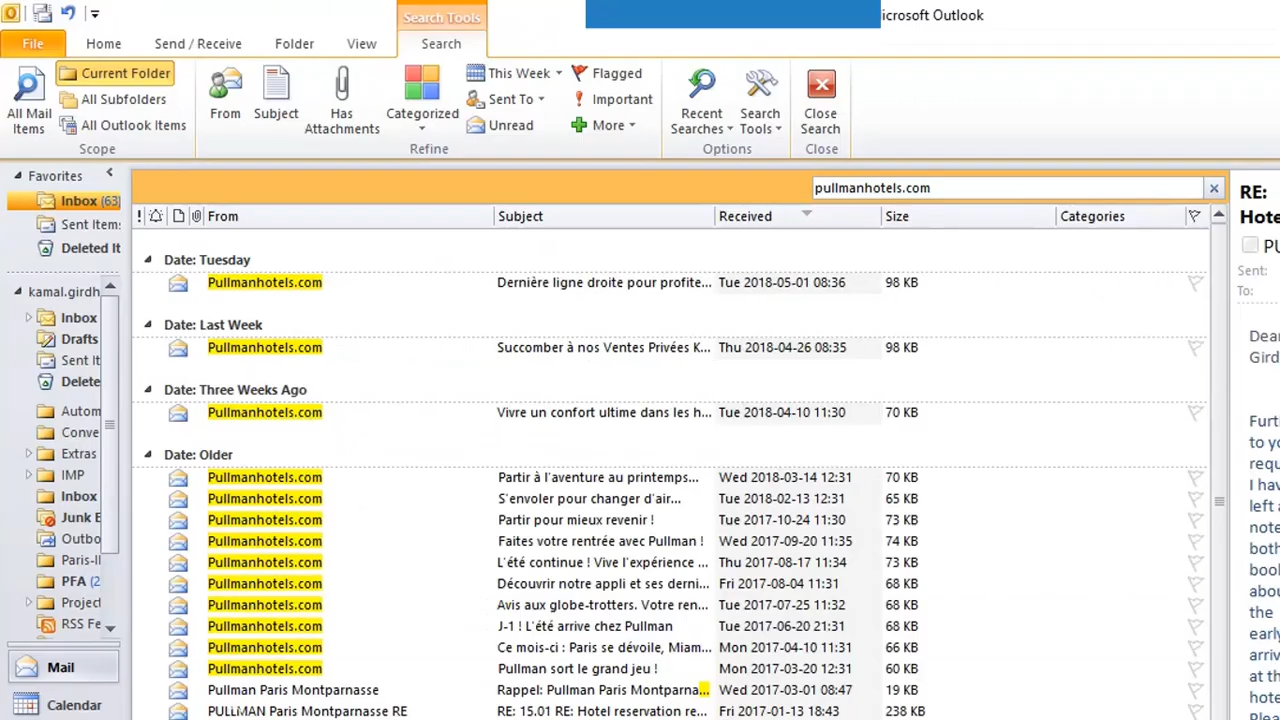 Search Tools
icrosoft Outlook
File Home Send / Receive Folder View Search
All Mail Items
Current Folder
All Subfolders
All Outlook Items
Scope
From
Subject
Has Attachments
Categorized
This Week
Sent To
Unread
Flagged
Important
More
Refine
Recent Searches
Search Tools
Options
Close Search
Close
Favorites
Inbox (63
Sent Items
Deleted It
kamal.girdh
Inbox
Drafts
Sent It
Delete
Autom
Conve
Extras
IMP
Inbox
Junk E
Outbo
Paris-I
PFA (2
Project
RSS Fe
Mail
Calendar
pullmanhotels.com
! From Subject Received Size Categories
Date: Tuesday
Pullmanhotels.com Dernière ligne droite pour profite... Tue 2018-05-01 08:36 98 KB
Date: Last Week
Pullmanhotels.com Succomber à nos Ventes Privées K... Thu 2018-04-26 08:35 98 KB
Date: Three Weeks Ago
Pullmanhotels.com Vivre un confort ultime dans les h... Tue 2018-04-10 11:30 70 KB
Date: Older
Pullmanhotels.com Partir à l'aventure au printemps... Wed 2018-03-14 12:31 70 KB
Pullmanhotels.com S'envoler pour changer d'air... Tue 2018-02-13 12:31 65 KB
Pullmanhotels.com Partir pour mieux revenir ! Tue 2017-10-24 11:30 73 KB
Pullmanhotels.com Faites votre rentrée avec Pullman ! Wed 2017-09-20 11:35 74 KB
Pullmanhotels.com L'été continue ! Vive l'expérience ... Thu 2017-08-17 11:34 73 KB
Pullmanhotels.com Découvrir notre appli et ses derni... Fri 2017-08-04 11:31 68 KB
Pullmanhotels.com Avis aux globe-trotters. Votre ren... Tue 2017-07-25 11:32 68 KB
Pullmanhotels.com J-1 ! L'été arrive chez Pullman Tue 2017-06-20 21:31 68 KB
Pullmanhotels.com Ce mois-ci : Paris se dévoile, Miam... Mon 2017-04-10 11:31 66 KB
Pullmanhotels.com Pullman sort le grand jeu ! Mon 2017-03-20 12:31 60 KB
Pullman Paris Montparnasse Rappel: Pullman Paris Montparna... Wed 2017-03-01 08:47 19 KB
PULLMAN Paris Montparnasse RE RE: 15.01 RE: Hotel reservation re... Fri 2017-01-13 18:43 238 KB
RE:
Hote
PU
Sent:
To:
Dear
Gird
Furt
to yo
requ
I hav
left a
note
both
book
abou
the
early
arriv
at th
hote
Pleas